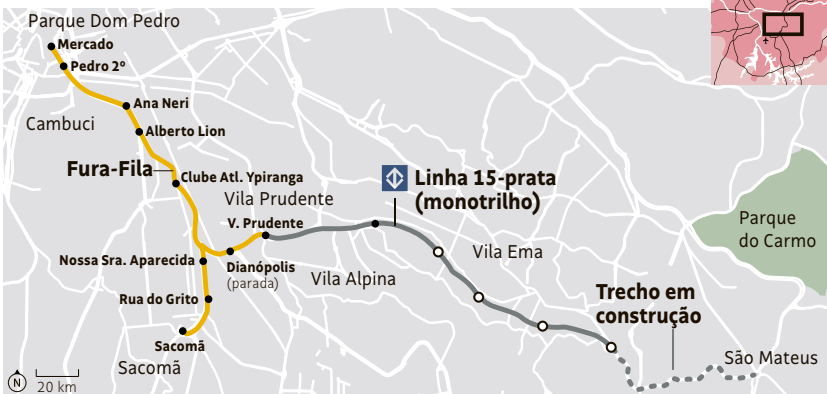 Parque Dom Pedro
Mercado
Pedro 2º
Ana Neri
Cambuci
Alberto Lion
Fura-Fila
Clube Atl. Ypiranga
Vila Prudente
V. Prudente
Linha 15-prata
(monotrilho)
Parque
do Carmo
Nossa Sra. Aparecida
Dianópolis
(parada)
Vila Alpina
Vila Ema
Rua do Grito
Trecho em
construção
Sacomã
Sacomã
São Mateus
N
20 km